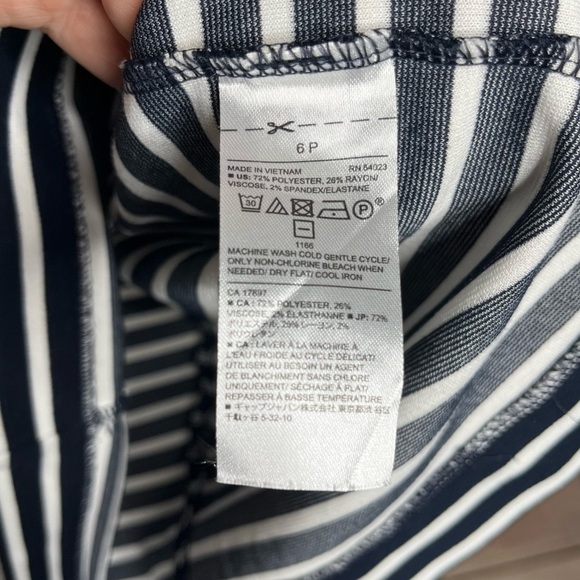 6 P
MADE IN VIETNAM RN 54023
■ US: 72% POLYESTER, 26% RAYON/
VISCOSE, 2% SPANDEX/ELASTANE
30 P ®
1166
MACHINE WASH COLD GENTLE CYCLE/
ONLY NON-CHLORINE BLEACH WHEN
NEEDED/ DRY FLAT/ COOL IRON
CA 17897
■ CA: 72% POLYESTER, 26%
VISCOSE, 2% ÉLASTHANNE ■ JP: 72%
ポリエステル, 26% レーヨン, 2%
ポリウレタン
■ CA: LAVER À LA MACHINE À
L'EAU FROIDE AU CYCLE DÉLICAT/
UTILISER AU BESOIN UN AGENT
DE BLANCHIMENT SANS CHLORE
UNIQUEMENT/ SÉCHAGE À PLAT/
REPASSER À BASSE TEMPÉRATURE
■ ギャップジャパン株式会社 東京都渋谷区
千駄ヶ谷 5-32-10